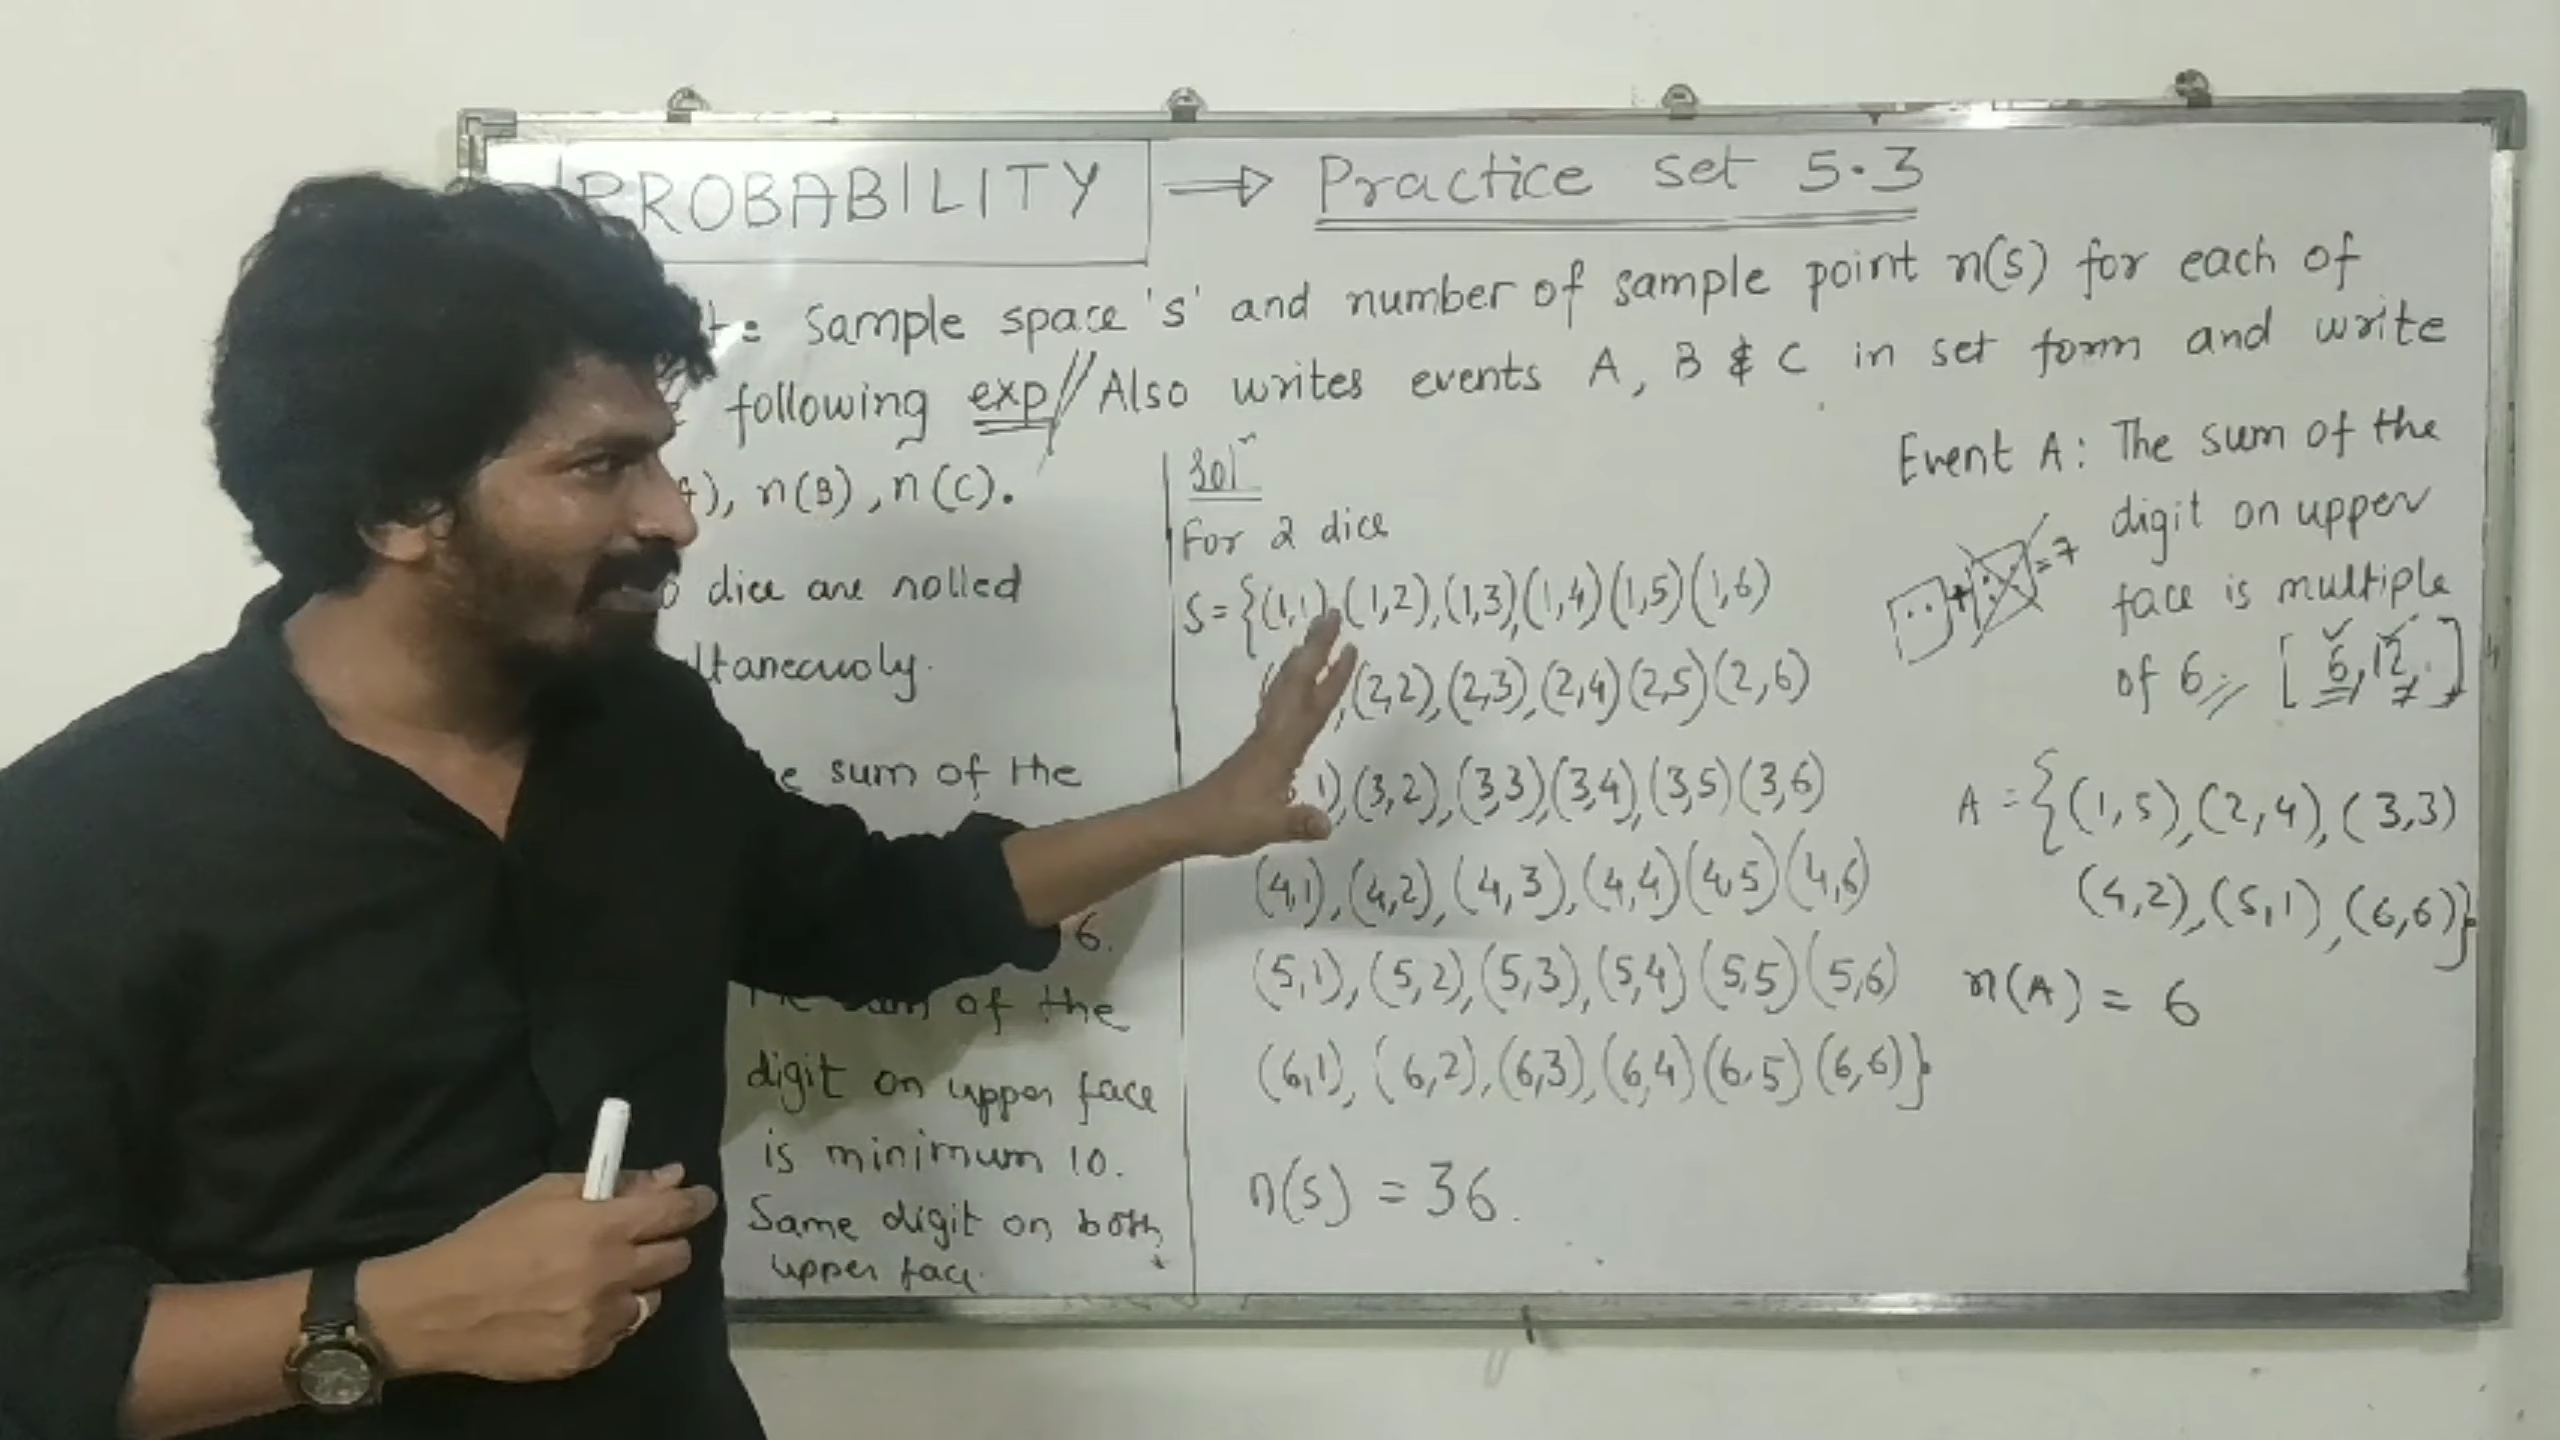 PROBABILITY ⇒ Practice set 5.3
Sample space 's' and number of sample point n(s) for each of
following exp // Also writes events A, B & C in set form and write
), n(B), n(C).
dice are rolled
e sum of the
6.
sum of the
digit on upper face
is minimum 10.
Same digit on both
upper face.
Solⁿ
For 2 dice
S = {(1,1),(1,2),(1,3),(1,4)(1,5)(1,6)
,(2,2),(2,3),(2,4)(2,5)(2,6)
1),(3,2),(3,3)(3,4),(3,5)(3,6)
(4,1),(4,2),(4,3),(4,4)(4,5)(4,6)
(5,1),(5,2),(5,3),(5,4)(5,5)(5,6)
(6,1),(6,2),(6,3),(6,4)(6,5)(6,6)}.
n(s) = 36.
Event A: The sum of the
digit on upper
face is multiple
of 6 [6,12,.]
+ = 7
A = {(1,5),(2,4),(3,3)
(4,2),(5,1),(6,6)}.
n(A) = 6